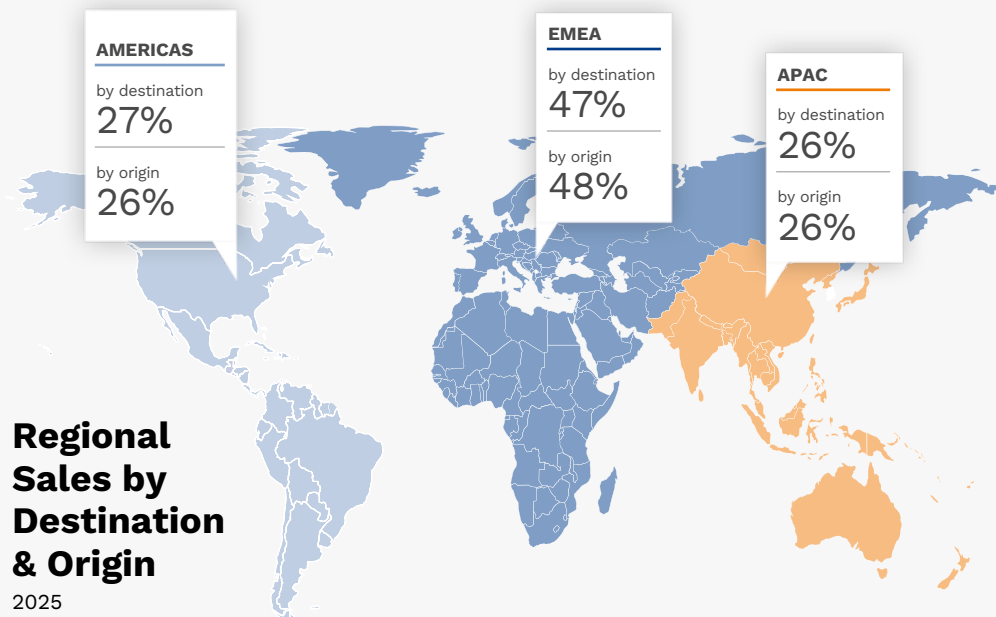 AMERICAS
by destination
27%
by origin
26%
EMEA
by destination
47%
by origin
48%
APAC
by destination
26%
by origin
26%
Regional
Sales by
Destination
& Origin
2025